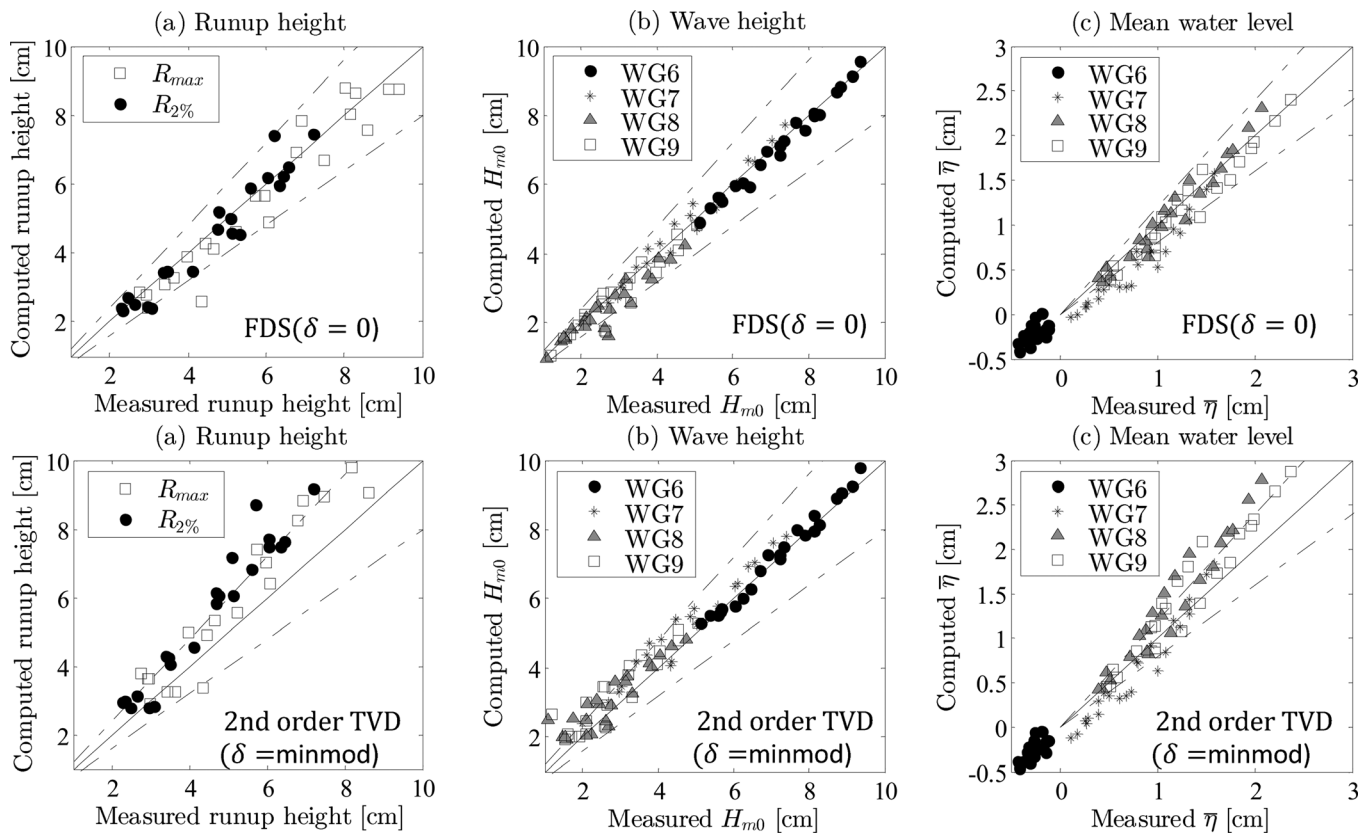 (a) Runup height
Computed runup height [cm]
10
8
6
4
2
R_max
R_2%
FDS(δ = 0)
2 4 6 8 10
Measured runup height [cm]
(b) Wave height
Computed H_m0 [cm]
10
8
6
4
2
WG6
WG7
WG8
WG9
FDS(δ = 0)
2 4 6 8 10
Measured H_m0 [cm]
(c) Mean water level
Computed η̅ [cm]
3
2.5
2
1.5
1
0.5
0
-0.5
WG6
WG7
WG8
WG9
FDS(δ = 0)
0 1 2 3
Measured η̅ [cm]
(a) Runup height
Computed runup height [cm]
10
8
6
4
2
R_max
R_2%
2nd order TVD
(δ =minmod)
2 4 6 8 10
Measured runup height [cm]
(b) Wave height
Computed H_m0 [cm]
10
8
6
4
2
WG6
WG7
WG8
WG9
2nd order TVD
(δ =minmod)
2 4 6 8 10
Measured H_m0 [cm]
(c) Mean water level
Computed η̅ [cm]
3
2.5
2
1.5
1
0.5
0
-0.5
WG6
WG7
WG8
WG9
2nd order TVD
(δ =minmod)
0 1 2 3
Measured η̅ [cm]